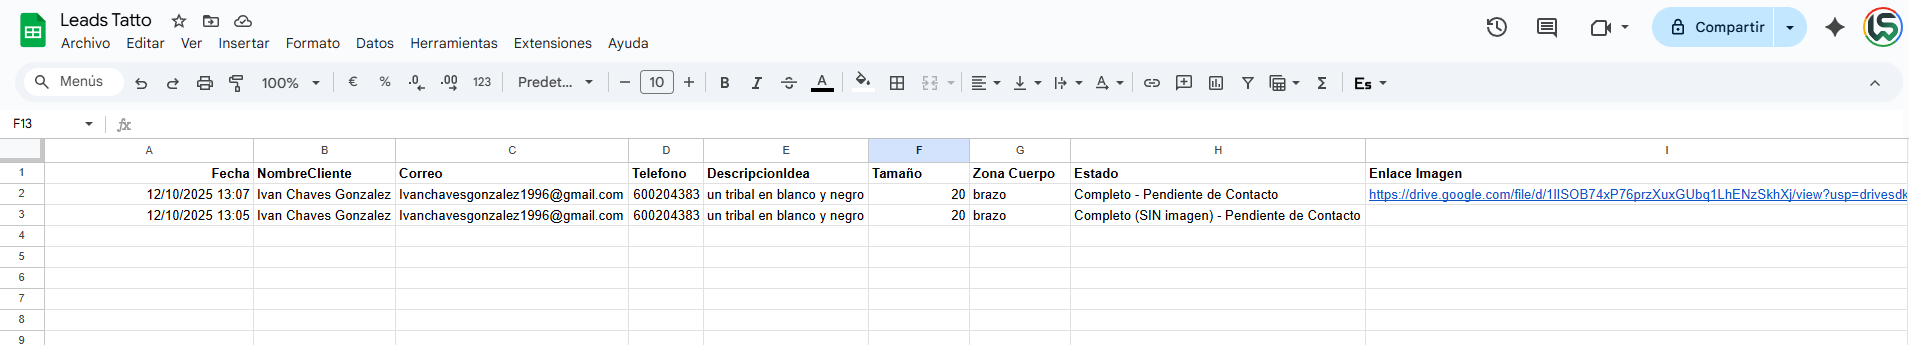 Leads Tatto
Archivo Editar Ver Insertar Formato Datos Herramientas Extensiones Ayuda
Compartir
Menús 100% € % .0 .00 123 Predet... − 10 + B I A Σ Es
F13 fx
A B C D E F G H I
1 Fecha NombreCliente Correo Telefono DescripcionIdea Tamaño Zona Cuerpo Estado Enlace Imagen
2 12/10/2025 13:07 Ivan Chaves Gonzalez Ivanchavesgonzalez1996@gmail.com 600204383 un tribal en blanco y negro 20 brazo Completo - Pendiente de Contacto https://drive.google.com/file/d/1IlSOB74xP76przXuxGUbq1LhENzSkhXj/view?usp=drivesdk
3 12/10/2025 13:05 Ivan Chaves Gonzalez Ivanchavesgonzalez1996@gmail.com 600204383 un tribal en blanco y negro 20 brazo Completo (SIN imagen) - Pendiente de Contacto
4
5
6
7
8
9